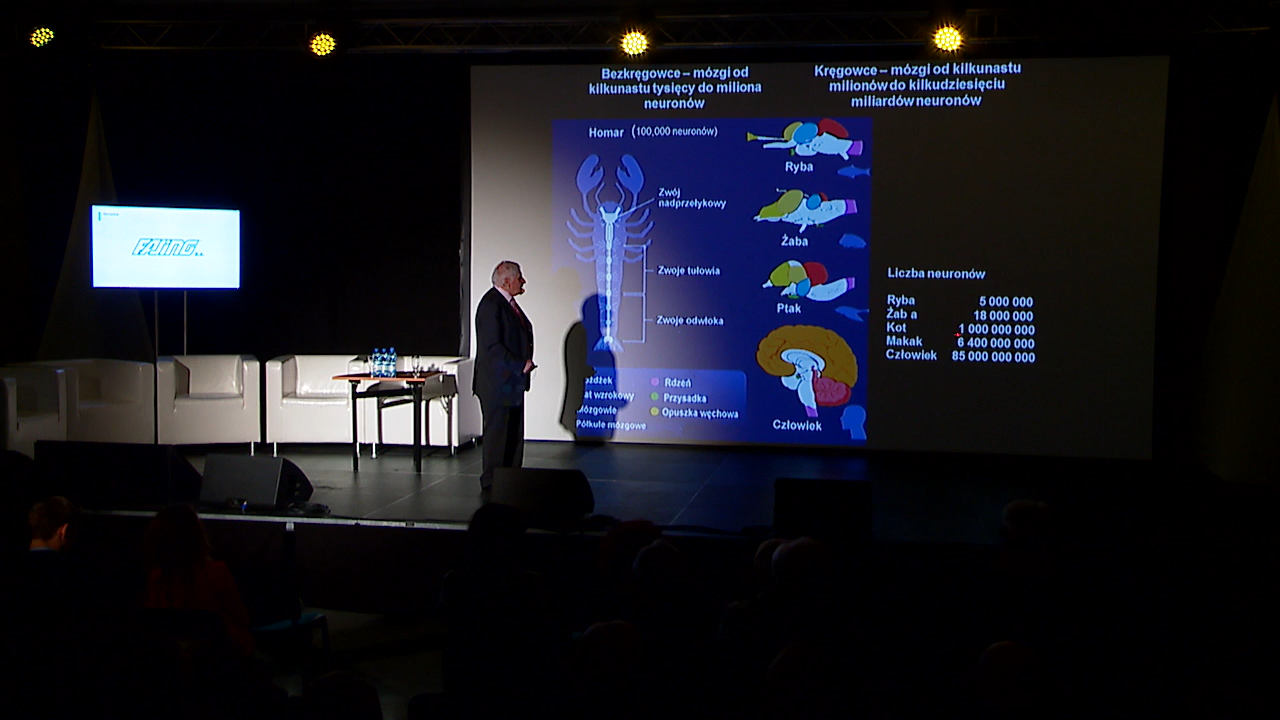 FAJING..
Bezkręgowce – mózgi od
kilkunastu tysięcy do miliona
neuronów
Kręgowce – mózgi od kilkunastu
milionów do kilkudziesięciu
miliardów neuronów
Homar (100,000 neuronów)
Zwój
nadprzełykowy
Zwoje tułowia
Zwoje odwłoka
Ryba
Żaba
Ptak
Człowiek
Rdzeń
wzrokowy
Przysadka
Opuszka węchowa
Półkule mózgowe
Liczba neuronów
Ryba 5 000 000
Żab a 18 000 000
Kot 1 000 000 000
Makak 6 400 000 000
Człowiek 85 000 000 000